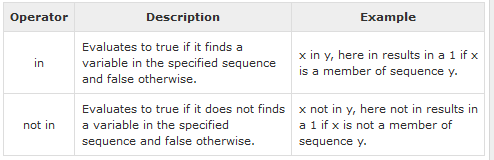 Operator Description Example
in
Evaluates to true if it finds a
variable in the specified sequence
and false otherwise.
x in y, here in results in a 1 if x
is a member of sequence y.
not in
Evaluates to true if it does not finds
a variable in the specified
sequence and false otherwise.
x not in y, here not in results in
a 1 if x is not a member of
sequence y.